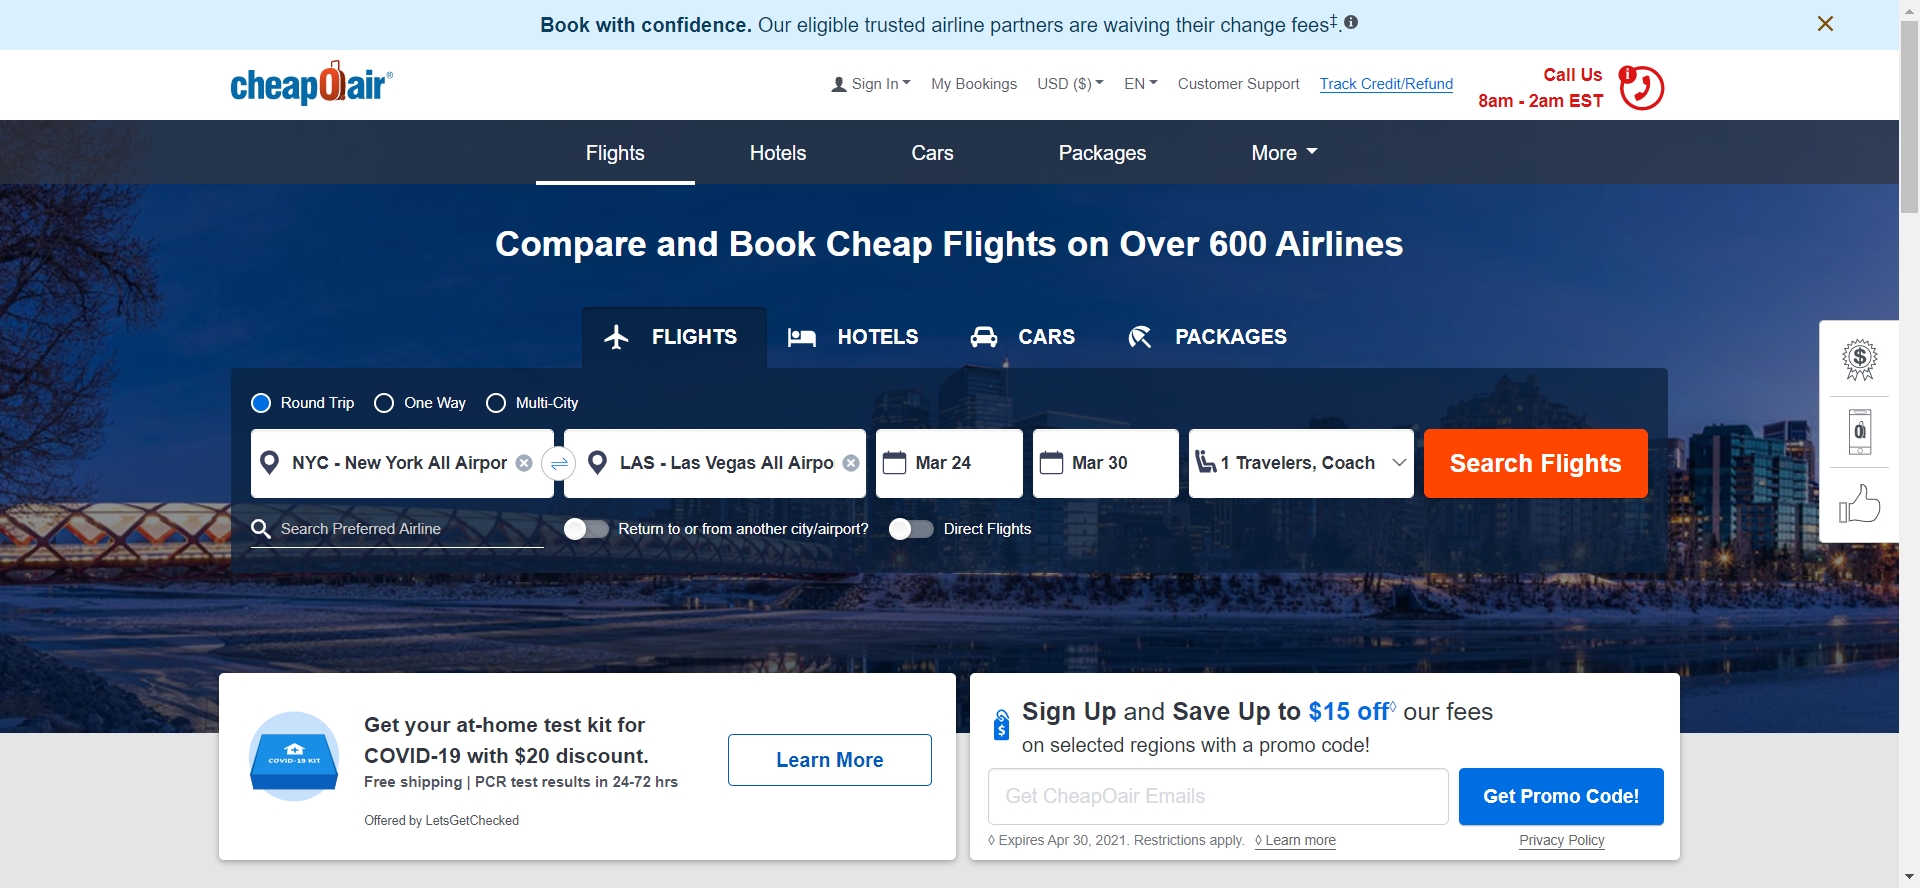 Book with confidence. Our eligible trusted airline partners are waiving their change fees‡.
cheapOair®
Sign In
My Bookings
USD ($)
EN
Customer Support
Track Credit/Refund
Call Us
8am - 2am EST
Flights
Hotels
Cars
Packages
More
Compare and Book Cheap Flights on Over 600 Airlines
FLIGHTS
HOTELS
CARS
PACKAGES
Round Trip
One Way
Multi-City
NYC - New York All Airpor
LAS - Las Vegas All Airpo
Mar 24
Mar 30
1 Travelers, Coach
Search Flights
Search Preferred Airline
Return to or from another city/airport?
Direct Flights
COVID-19 KIT
Get your at-home test kit for
COVID-19 with $20 discount.
Free shipping | PCR test results in 24-72 hrs
Offered by LetsGetChecked
Learn More
Sign Up and Save Up to $15 off◊ our fees
on selected regions with a promo code!
Get CheapOair Emails
Get Promo Code!
◊ Expires Apr 30, 2021. Restrictions apply.
◊ Learn more
Privacy Policy